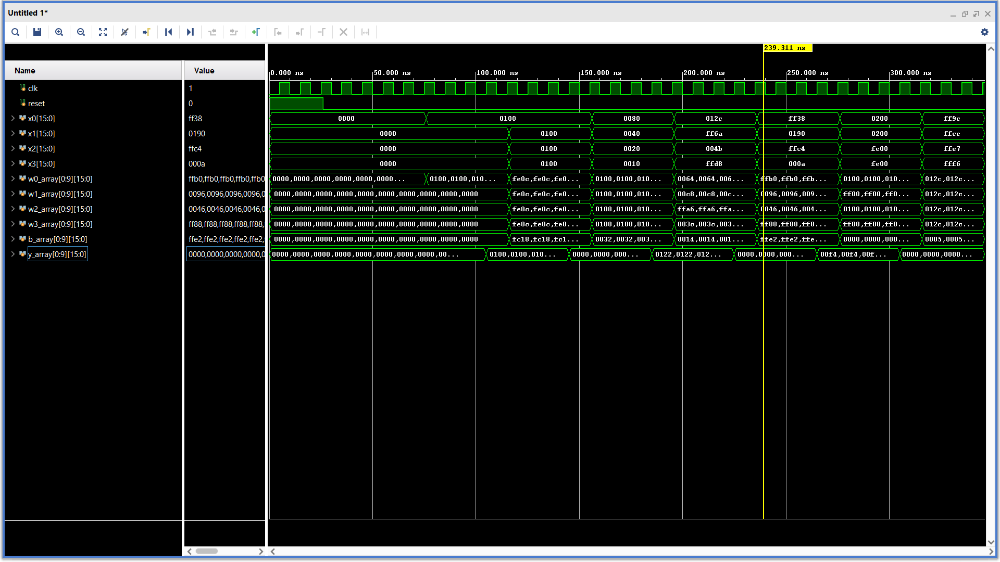 Untitled 1*
239.311 ns
Name Value
0.000 ns 50.000 ns 100.000 ns 150.000 ns 200.000 ns 250.000 ns 300.000 ns
clk 1
reset 0
x0[15:0] ff38 0000 0100 0080 012c ff38 0200 ff9c
x1[15:0] 0190 0000 0100 0040 ff6a 0190 0200 ffce
x2[15:0] ffc4 0000 0100 0020 004b ffc4 fe00 ffe7
x3[15:0] 000a 0000 0100 0010 ffd8 000a fe00 fff6
w0_array[0:9][15:0] ffb0,ffb0,ffb0,ffb0,ffb0 0000,0000,0000,0000,0000,0000... 0100,0100,010... fe0c,fe0c,fe0... 0100,0100,010... 0064,0064,006... ffb0,ffb0,ffb... 0100,0100,010... 012c,012c...
w1_array[0:9][15:0] 0096,0096,0096,0096,0 0000,0000,0000,0000,0000,0000,0000,0000,0000,0000 fe0c,fe0c,fe0... 0100,0100,010... 00c8,00c8,00c... 0096,0096,009... ff00,ff00,ff0... 012c,012c...
w2_array[0:9][15:0] 0046,0046,0046,0046,0 0000,0000,0000,0000,0000,0000,0000,0000,0000,0000 fe0c,fe0c,fe0... 0100,0100,010... ffa6,ffa6,ffa... 0046,0046,004... 0100,0100,010... 012c,012c...
w3_array[0:9][15:0] ff88,ff88,ff88,ff88,ff88, 0000,0000,0000,0000,0000,0000,0000,0000,0000,0000 fe0c,fe0c,fe0... 0100,0100,010... 003c,003c,003... ff88,ff88,ff8... ff00,ff00,ff0... 012c,012c...
b_array[0:9][15:0] ffe2,ffe2,ffe2,ffe2,ffe2, 0000,0000,0000,0000,0000,0000,0000,0000,0000,0000 fc18,fc18,fc1... 0032,0032,003... 0014,0014,001... ffe2,ffe2,ffe... 0000,0000,000... 0005,0005...
y_array[0:9][15:0] 0000,0000,0000,0000,0 0000,0000,0000,0000,0000,0000,0000,0000,00... 0100,0100,010... 0000,0000,000... 0122,0122,012... 0000,0000,000... 00f4,00f4,00f... 0000,0000,0000...